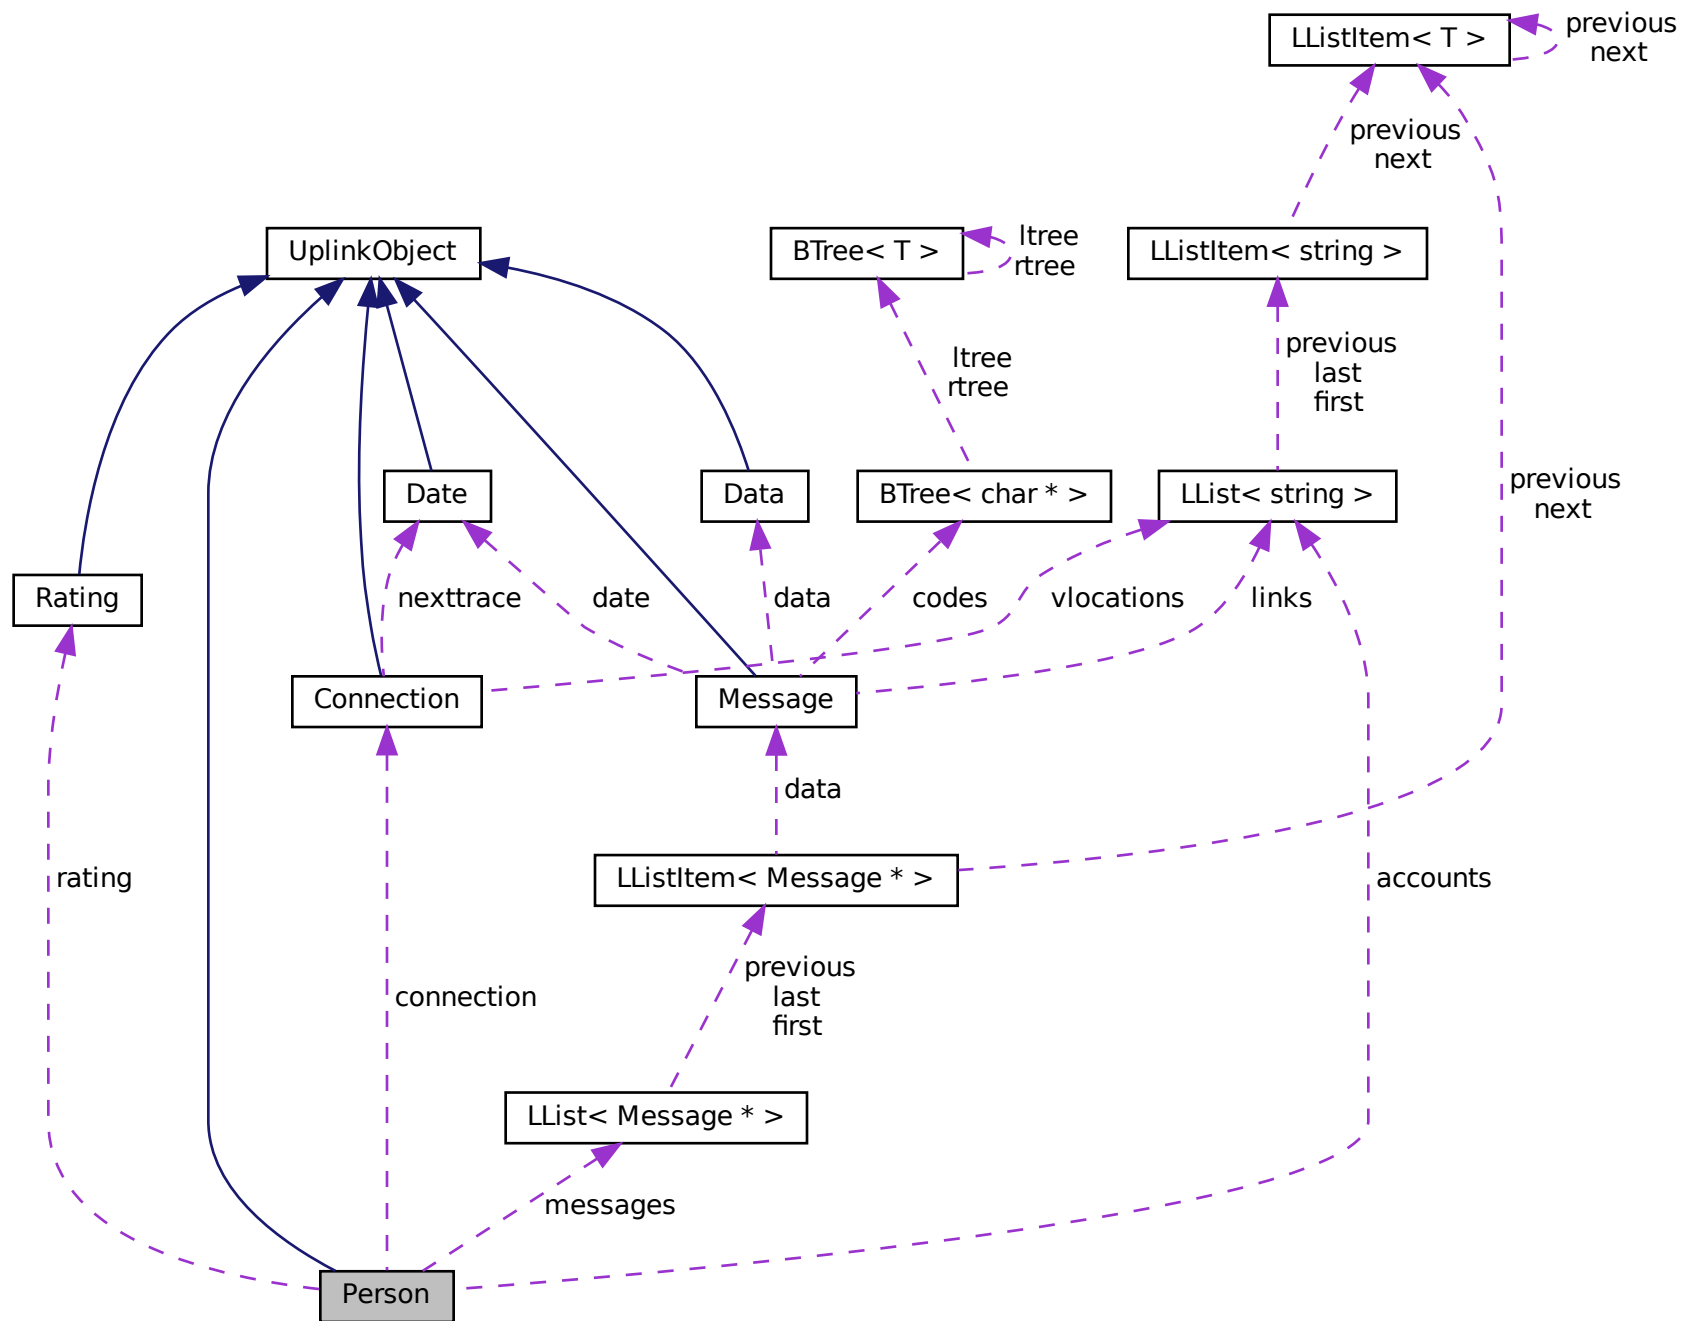 LListItem< T >
previous
next
previous
next
UplinkObject
BTree< T >
ltree
rtree
LListItem< string >
ltree
rtree
previous
last
first
Date
Data
BTree< char * >
LList< string >
previous
next
Rating
nexttrace
date
data
codes
vlocations
links
Connection
Message
data
rating
LListItem< Message * >
accounts
connection
previous
last
first
LList< Message * >
messages
Person